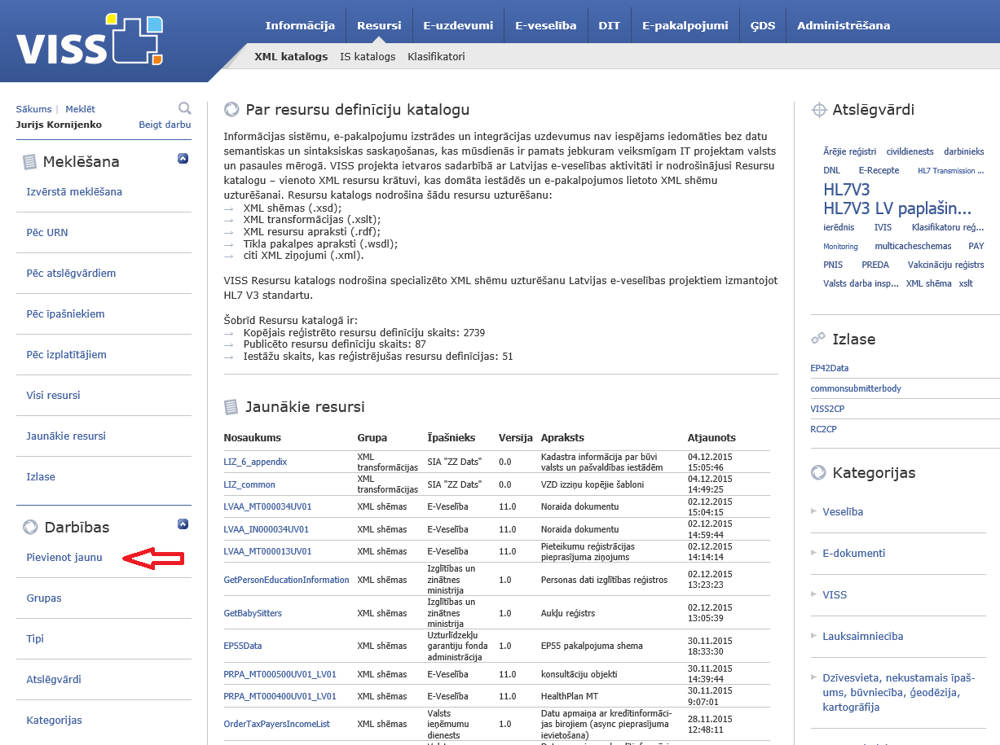 VISS
Informācija Resursi E-uzdevumi E-veselība DIT E-pakalpojumi ĢDS Administrēšana
XML katalogs IS katalogs Klasifikatori
Sākums | Meklēt
Jurijs Kornijenko Beigt darbu
Meklēšana
Izvērstā meklēšana
Pēc URN
Pēc atslēgvārdiem
Pēc īpašniekiem
Pēc izplatītājiem
Visi resursi
Jaunākie resursi
Izlase
Darbības
Pievienot jaunu
Grupas
Tipi
Atslēgvārdi
Kategorijas
Par resursu definīciju katalogu
Informācijas sistēmu, e-pakalpojumu izstrādes un integrācijas uzdevumus nav iespējams iedomāties bez datu
semantiskas un sintaksiskas saskaņošanas, kas mūsdienās ir pamats jebkuram veiksmīgam IT projektam valsts
un pasaules mērogā. VISS projekta ietvaros sadarbībā ar Latvijas e-veselības aktivitāti ir nodrošinājusi Resursu
katalogu – vienoto XML resursu krātuvi, kas domāta iestādēs un e-pakalpojumos lietoto XML shēmu
uzturēšanai. Resursu katalogs nodrošina šādu resursu uzturēšanu:
XML shēmas (.xsd);
XML transformācijas (.xslt);
XML resursu apraksti (.rdf);
Tīkla pakalpes apraksti (.wsdl);
citi XML ziņojumi (.xml).
VISS Resursu katalogs nodrošina specializēto XML shēmu uzturēšanu Latvijas e-veselības projektiem izmantojot
HL7 V3 standartu.
Šobrīd Resursu katalogā ir:
Kopējais reģistrēto resursu definīciju skaits: 2739
Publicēto resursu definīciju skaits: 87
Iestāžu skaits, kas reģistrējušas resursu definīcijas: 51
Jaunākie resursi
Nosaukums Grupa Īpašnieks Versija Apraksts Atjaunots
LIZ_6_appendix XML transformācijas SIA "ZZ Dats" 0.0 Kadastra informācija par būvi valsts un pašvaldības iestādēm 04.12.2015 15:05:46
LIZ_common XML transformācijas SIA "ZZ Dats" 0.0 VZD izziņu kopējie šabloni 04.12.2015 14:49:25
LVAA_MT000034UV01 XML shēmas E-Veselība 11.0 Noraida dokumentu 02.12.2015 15:04:15
LVAA_IN000034UV01 XML shēmas E-Veselība 11.0 Noraida dokumentu 02.12.2015 14:59:44
LVAA_MT000013UV01 XML shēmas E-Veselība 11.0 Pieteikumu reģistrācijas pieprasījuma ziņojums 02.12.2015 14:14:14
GetPersonEducationInformation XML shēmas Izglītības un zinātnes ministrija 1.0 Personas dati izglītības reģistros 02.12.2015 13:23:23
GetBabySitters XML shēmas Izglītības un zinātnes ministrija 1.0 Aukļu reģistrs 02.12.2015 13:05:39
EP55Data XML shēmas Uzturlīdzekļu garantiju fonda administrācija 1.0 EP55 pakalpojuma shema 30.11.2015 18:33:30
PRPA_MT000500UV01_LV01 XML shēmas E-Veselība 11.0 konsultāciju objekti 30.11.2015 14:39:44
PRPA_MT000400UV01_LV01 XML shēmas E-Veselība 11.0 HealthPlan MT 30.11.2015 9:07:01
OrderTaxPayersIncomeList XML shēmas Valsts ieņēmumu dienests 1.0 Datu apmaiņa ar kredītinformāci-jas birojiem (async pieprasījuma ievietošana) 28.11.2015 12:48:11
Atslēgvārdi
Ārējie reģistri civildienests darbinieks
DNL E-Recepte HL7 Transmission ...
HL7V3
HL7V3 LV paplašin...
ierēdnis IVIS Klasifikatoru reģ...
Monitoring multicacheschemas PAY
PNIS PREDA Vakcināciju reģistrs
Valsts darba insp... XML shēma xslt
Izlase
EP42Data
commonsubmitterbody
VISS2CP
RC2CP
Kategorijas
Veselība
E-dokumenti
VISS
Lauksaimniecība
Dzīvesvieta, nekustamais īpaš-
ums, būvniecība, ģeodēzija,
kartogrāfija